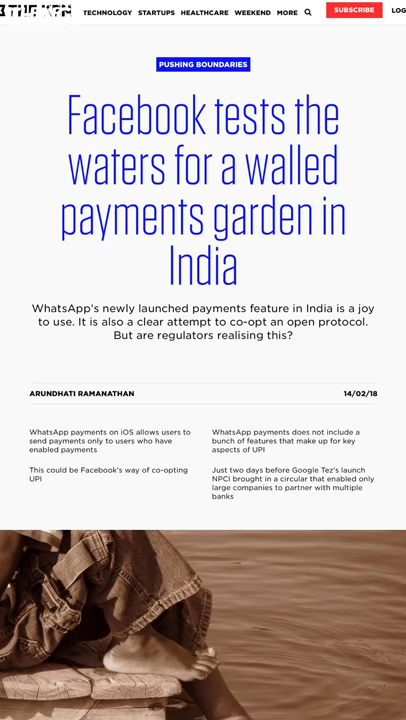 THE KEN
TECHNOLOGY STARTUPS HEALTHCARE WEEKEND MORE SUBSCRIBE LOG
PUSHING BOUNDARIES
Facebook tests the
waters for a walled
payments garden in
India
WhatsApp's newly launched payments feature in India is a joy
to use. It is also a clear attempt to co-opt an open protocol.
But are regulators realising this?
ARUNDHATI RAMANATHAN 14/02/18
WhatsApp payments on iOS allows users to
send payments only to users who have
enabled payments
This could be Facebook's way of co-opting
UPI
WhatsApp payments does not include a
bunch of features that make up for key
aspects of UPI
Just two days before Google Tez's launch
NPCI brought in a circular that enabled only
large companies to partner with multiple
banks